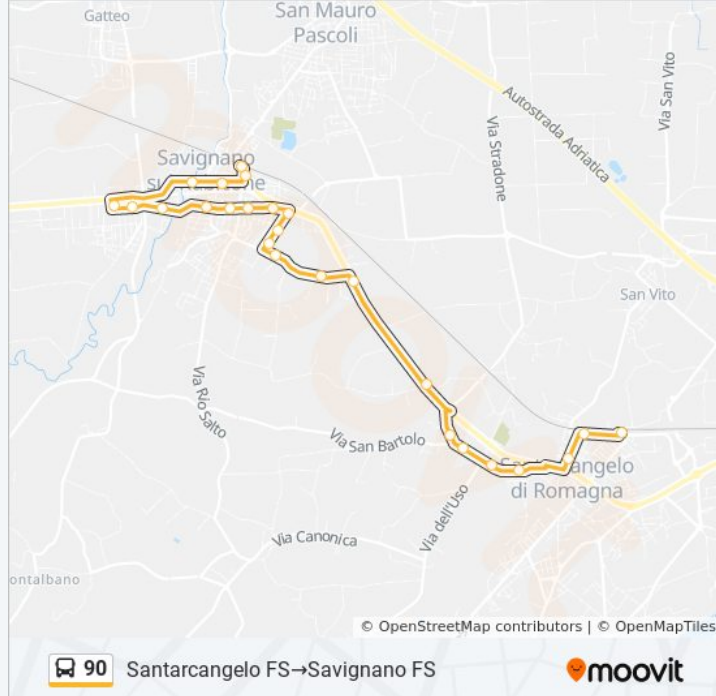 Gatteo
San Mauro
Pascoli
Autostrada Adriatica
Via San Vito
Via Stradone
Savignano
San Vito
Via Rio Salto
Via San Bartolo
di Romagna
Via dell'Uso
Via Canonica
ontalbano
© OpenStreetMap contributors | © OpenMapTiles
90 Santarcangelo FS→Savignano FS
moovit